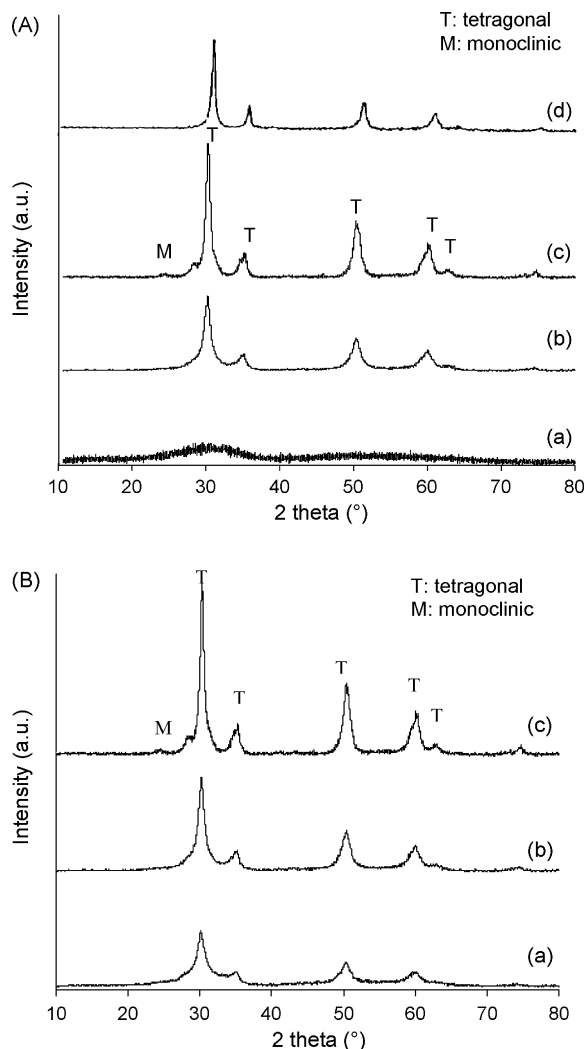 (A)
T: tetragonal
M: monoclinic
(d)
T
T
M
T
T
T
(c)
(b)
(a)
Intensity (a.u.)
10 20 30 40 50 60 70 80
2 theta (°)
(B)
T
T: tetragonal
M: monoclinic
T
T
T
T
M
(c)
(b)
(a)
Intensity (a.u.)
10 20 30 40 50 60 70 80
2 theta (°)